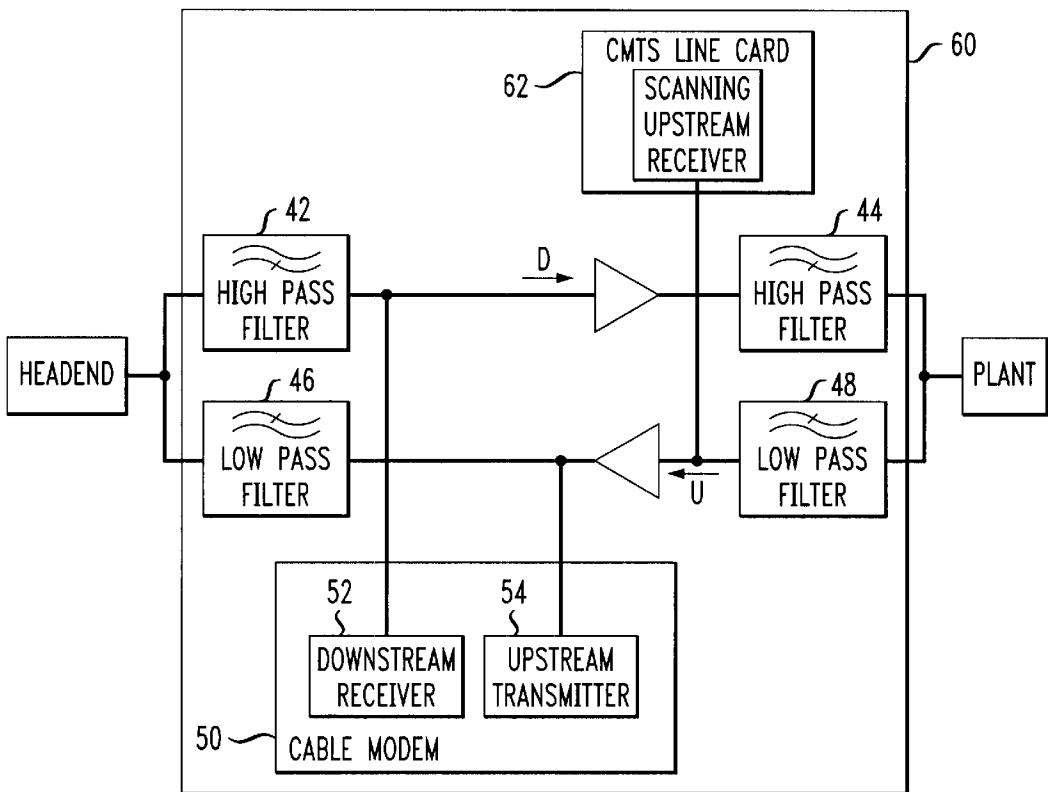 60
CMTS LINE CARD
62
SCANNING
UPSTREAM
RECEIVER
42
HIGH PASS
FILTER
D
44
HIGH PASS
FILTER
HEADEND
PLANT
46
LOW PASS
FILTER
U
48
LOW PASS
FILTER
52
DOWNSTREAM
RECEIVER
54
UPSTREAM
TRANSMITTER
50
CABLE MODEM